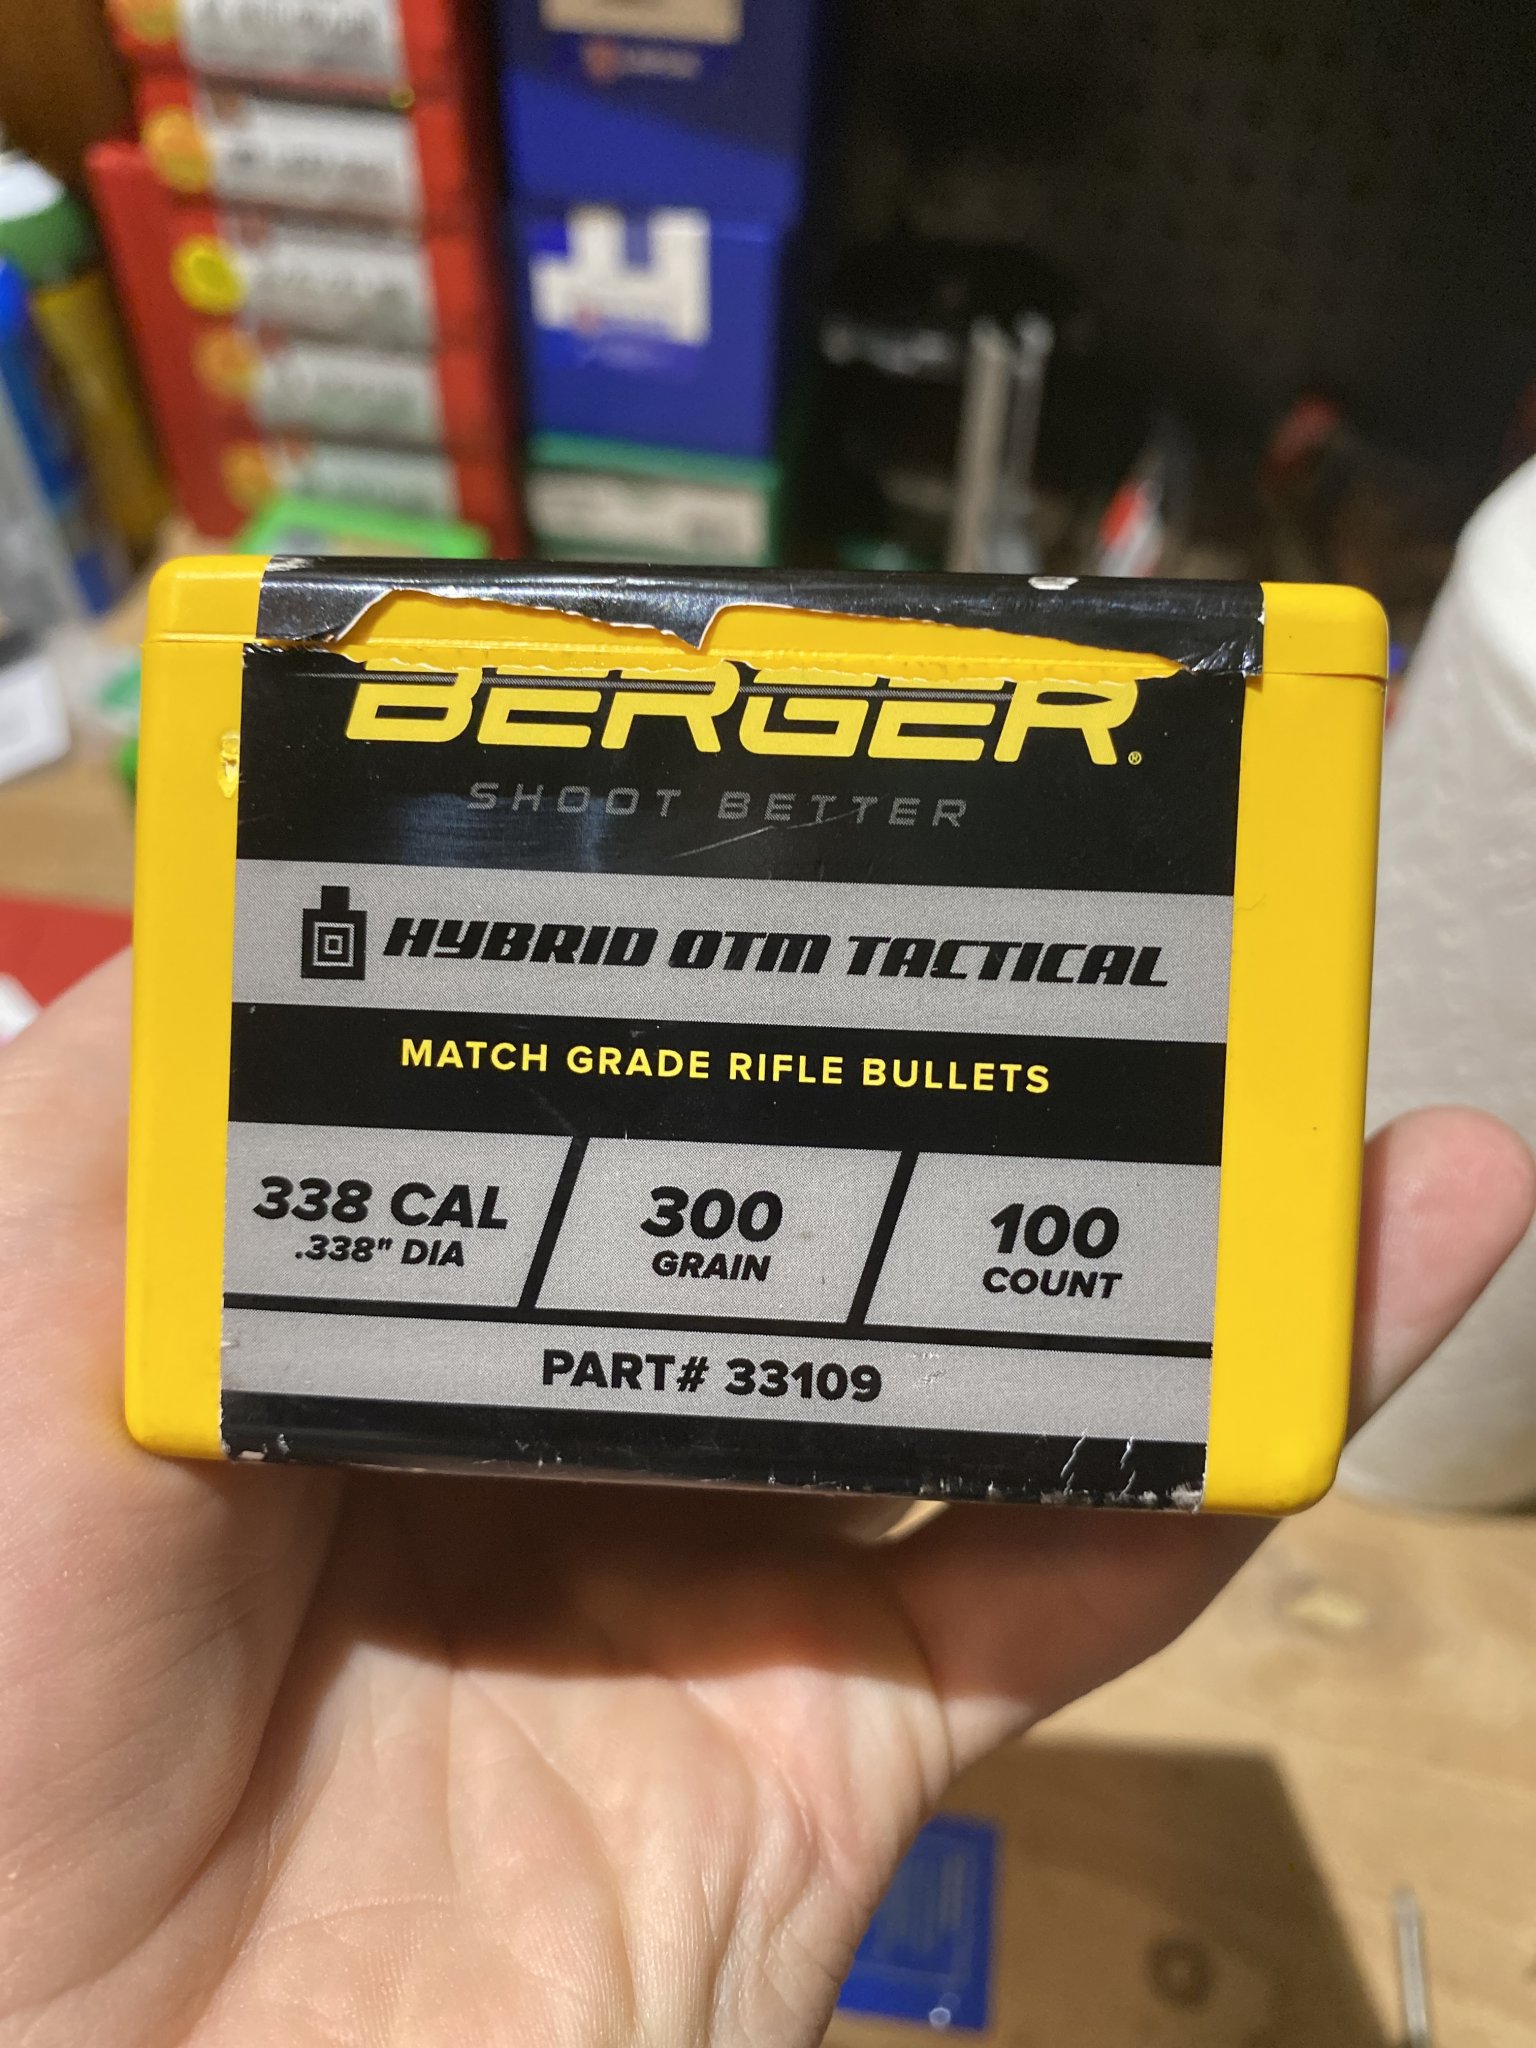 BERGER®
SHOOT BETTER
HYBRID OTM TACTICAL
MATCH GRADE RIFLE BULLETS
338 CAL
.338" DIA
300
GRAIN
100
COUNT
PART# 33109